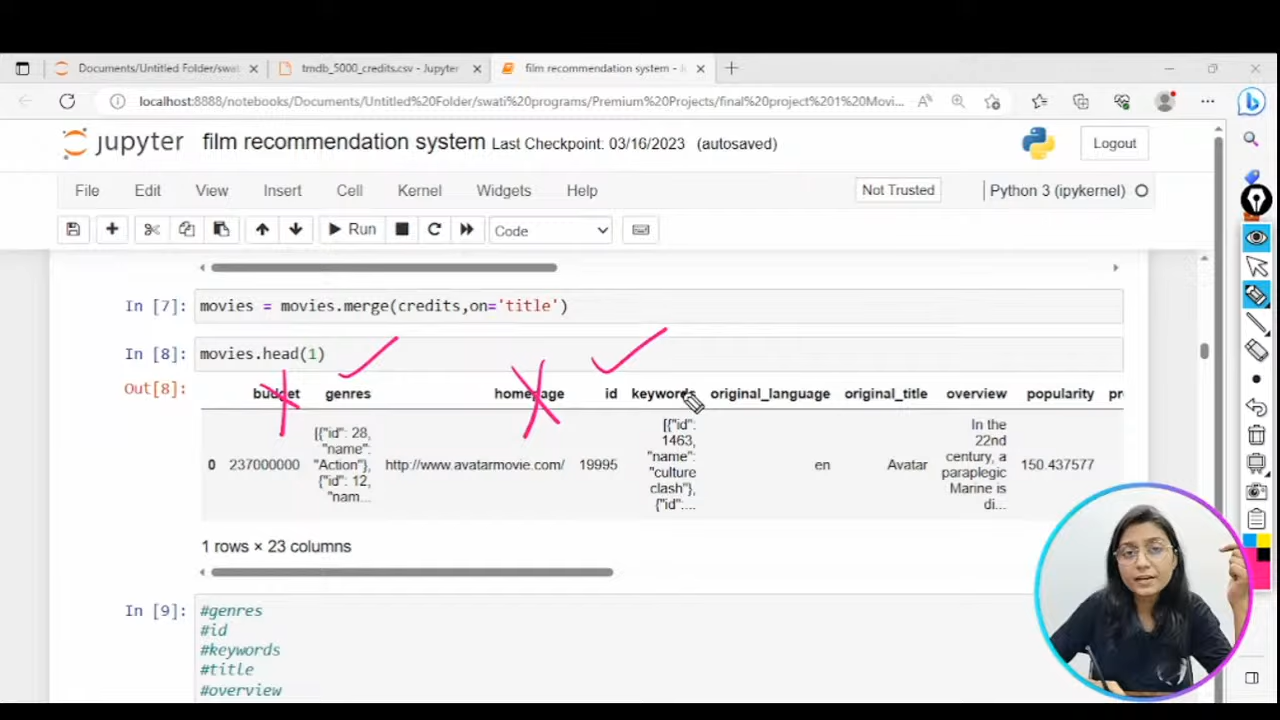 Documents/Untitled Folder/swat
tmdb_5000_credits.csv - Jupyter
film recommendation system - J
localhost:8888/notebooks/Documents/Untitled%20Folder/swati%20programs/Premium%20Projects/final%20project%201%20Movi...
jupyter film recommendation system Last Checkpoint: 03/16/2023 (autosaved)
Logout
File Edit View Insert Cell Kernel Widgets Help
Not Trusted
Python 3 (ipykernel)
Run
Code
In [7]: movies = movies.merge(credits,on='title')
In [8]: movies.head(1)
Out[8]:
budget genres homepage id keywords original_language original_title overview popularity pr
0 237000000 [{"id": 28, "name": "Action"}, {"id": 12, "nam... http://www.avatarmovie.com/ 19995 [{"id": 1463, "name": "culture clash"}, {"id":... en Avatar In the 22nd century, a paraplegic Marine is di... 150.437577
1 rows × 23 columns
In [9]: #genres
#id
#keywords
#title
#overview